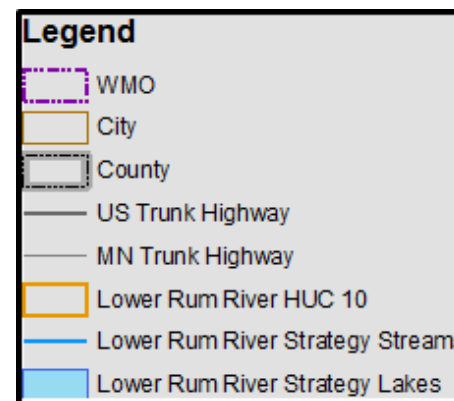 Legend
WMO
City
County
US Trunk Highway
MN Trunk Highway
Lower Rum River HUC 10
Lower Rum River Strategy Stream
Lower Rum River Strategy Lakes